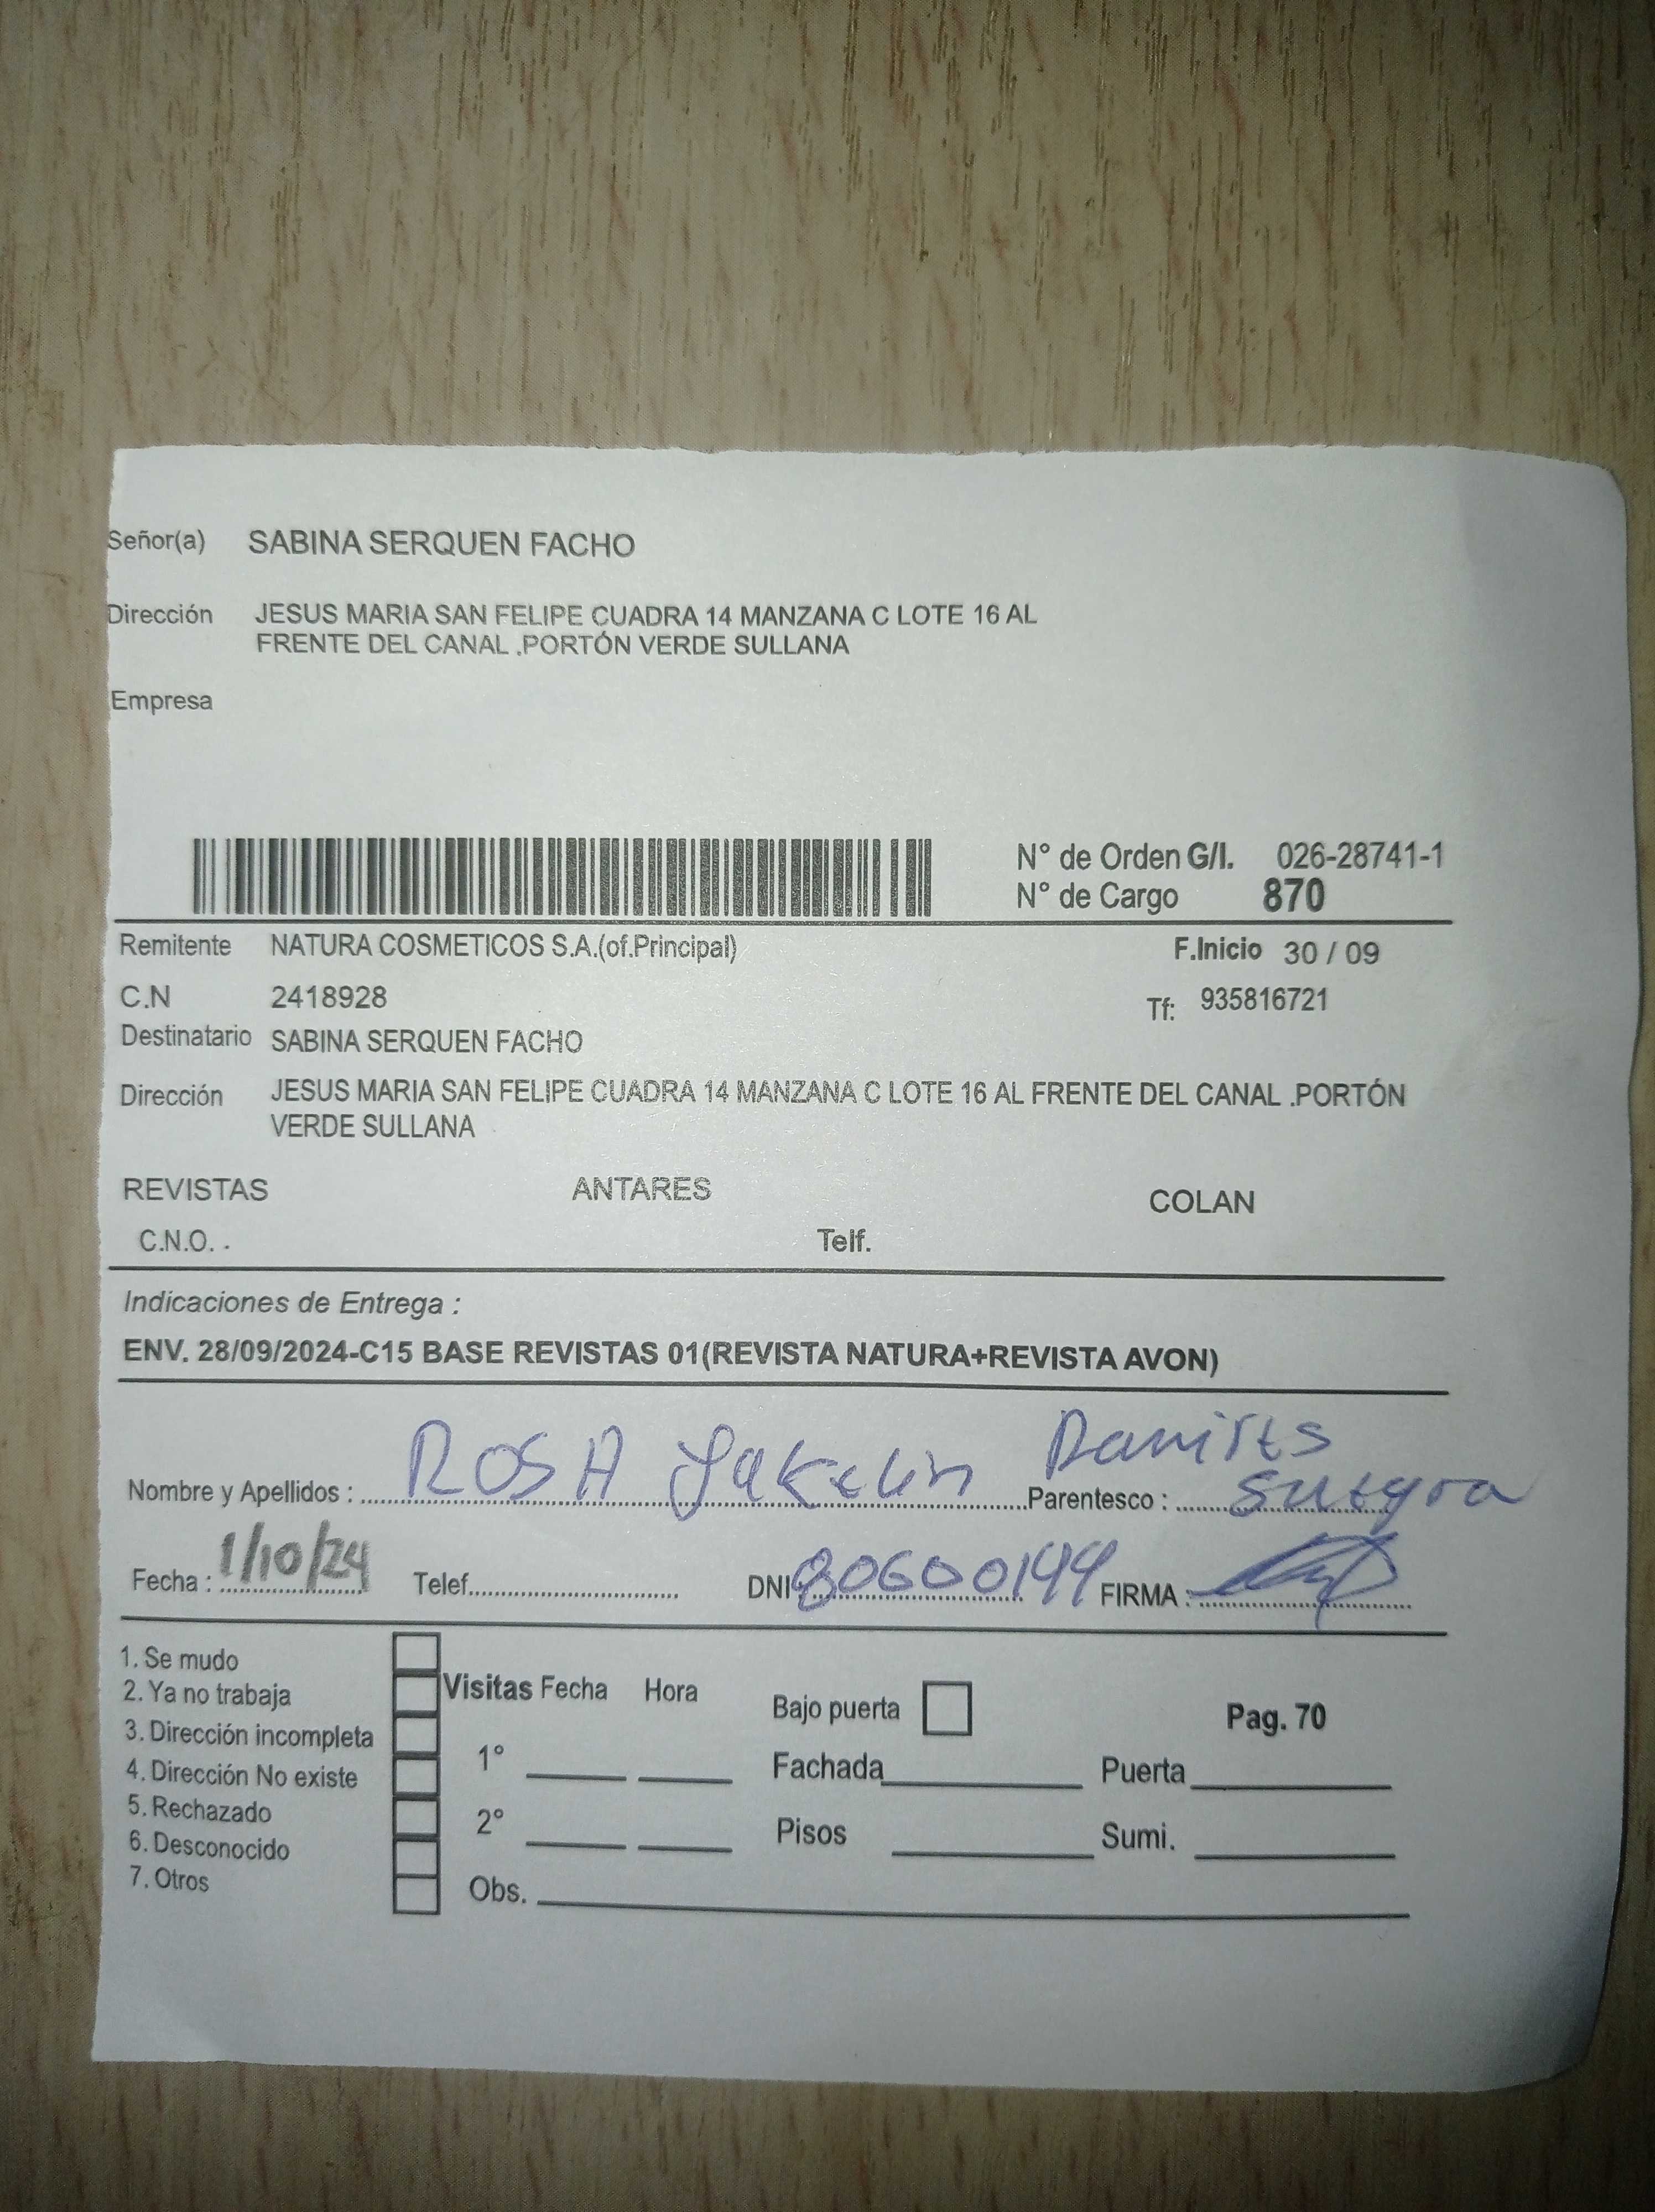 Señor(a) SABINA SERQUEN FACHO
Dirección JESUS MARIA SAN FELIPE CUADRA 14 MANZANA C LOTE 16 AL
FRENTE DEL CANAL .PORTÓN VERDE SULLANA
Empresa
N° de Orden G/I. 026-28741-1
N° de Cargo 870
Remitente NATURA COSMETICOS S.A.(of.Principal) F.Inicio 30 / 09
C.N 2418928 Tf: 935816721
Destinatario SABINA SERQUEN FACHO
Dirección JESUS MARIA SAN FELIPE CUADRA 14 MANZANA C LOTE 16 AL FRENTE DEL CANAL .PORTÓN
VERDE SULLANA
REVISTAS ANTARES COLAN
C.N.O. - Telf.
Indicaciones de Entrega :
ENV. 28/09/2024-C15 BASE REVISTAS 01(REVISTA NATURA+REVISTA AVON)
Nombre y Apellidos : ROSA Jakelin Parentesco : suegra
Fecha : 1/10/24 Telef. DNI 80600144 FIRMA :
1. Se mudo
2. Ya no trabaja Visitas Fecha Hora Bajo puerta Pag. 70
3. Dirección incompleta
4. Dirección No existe 1° Fachada Puerta
5. Rechazado
6. Desconocido 2° Pisos Sumi.
7. Otros Obs.